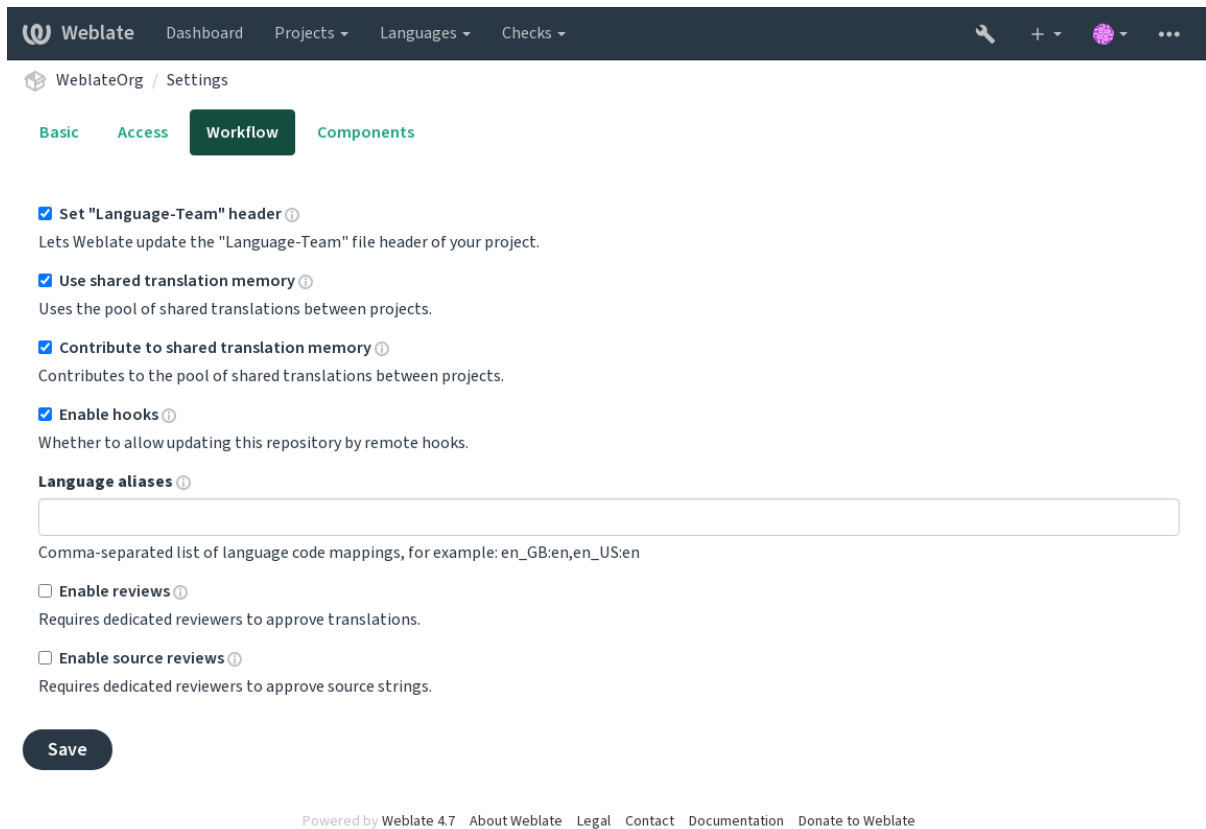 Weblate Dashboard Projects Languages Checks
WeblateOrg / Settings
Basic Access Workflow Components
Set "Language-Team" header
Lets Weblate update the "Language-Team" file header of your project.
Use shared translation memory
Uses the pool of shared translations between projects.
Contribute to shared translation memory
Contributes to the pool of shared translations between projects.
Enable hooks
Whether to allow updating this repository by remote hooks.
Language aliases
Comma-separated list of language code mappings, for example: en_GB:en,en_US:en
Enable reviews
Requires dedicated reviewers to approve translations.
Enable source reviews
Requires dedicated reviewers to approve source strings.
Save
Powered by Weblate 4.7 About Weblate Legal Contact Documentation Donate to Weblate